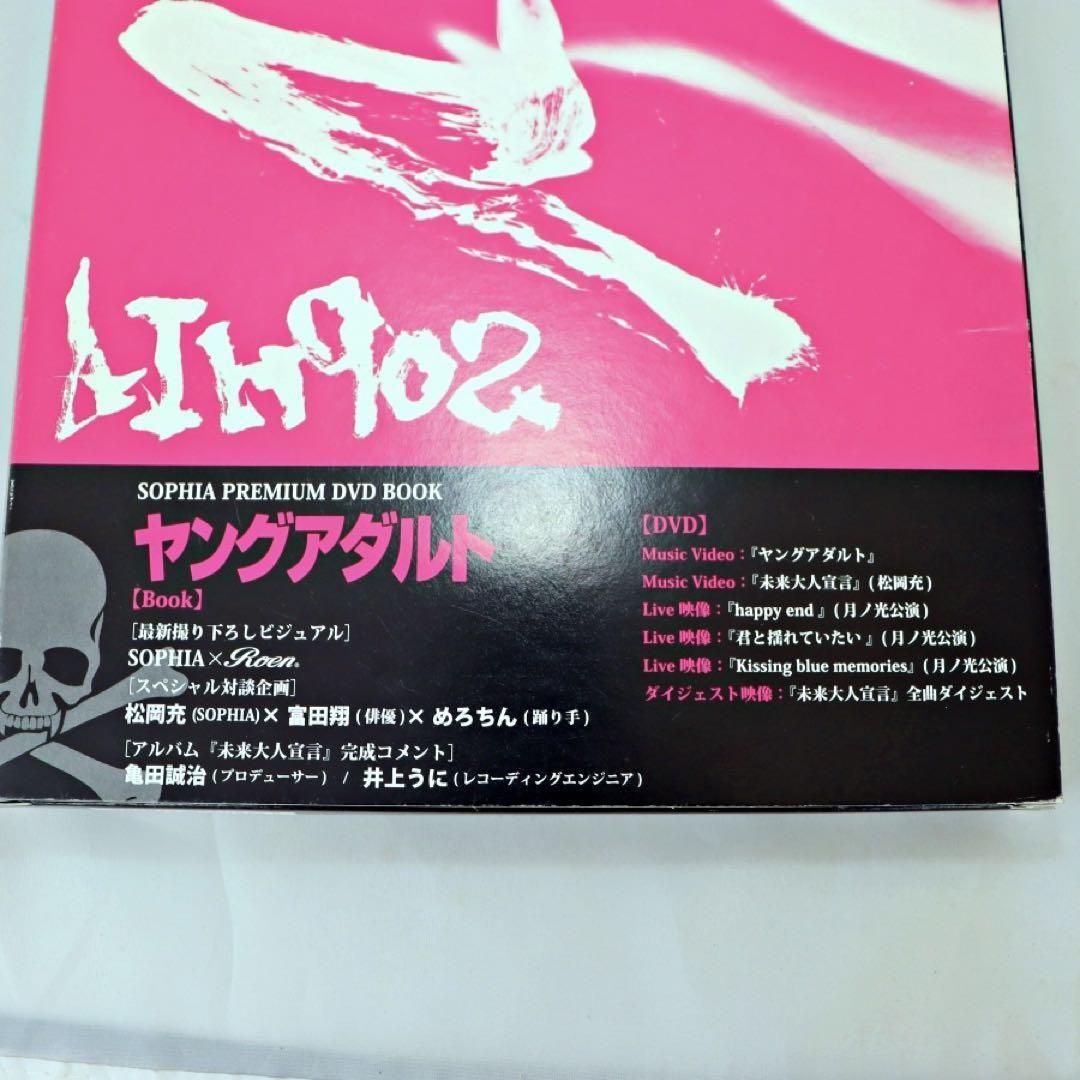 SOPHIA PREMIUM DVD BOOK
ヤングアダルト
【Book】
[最新撮り下ろしビジュアル]
SOPHIA×Roen®
[スペシャル対談企画]
松岡充(SOPHIA)×富田翔(俳優)×めろちん(踊り手)
[アルバム『未来大人宣言』完成コメント]
亀田誠治(プロデューサー) / 井上うに(レコーディングエンジニア)
【DVD】
Music Video：『ヤングアダルト』
Music Video：『未来大人宣言』(松岡充)
Live 映像：『happy end 』(月ノ光公演)
Live 映像：『君と揺れていたい 』(月ノ光公演)
Live 映像：『Kissing blue memories』(月ノ光公演)
ダイジェスト映像：『未来大人宣言』全曲ダイジェスト